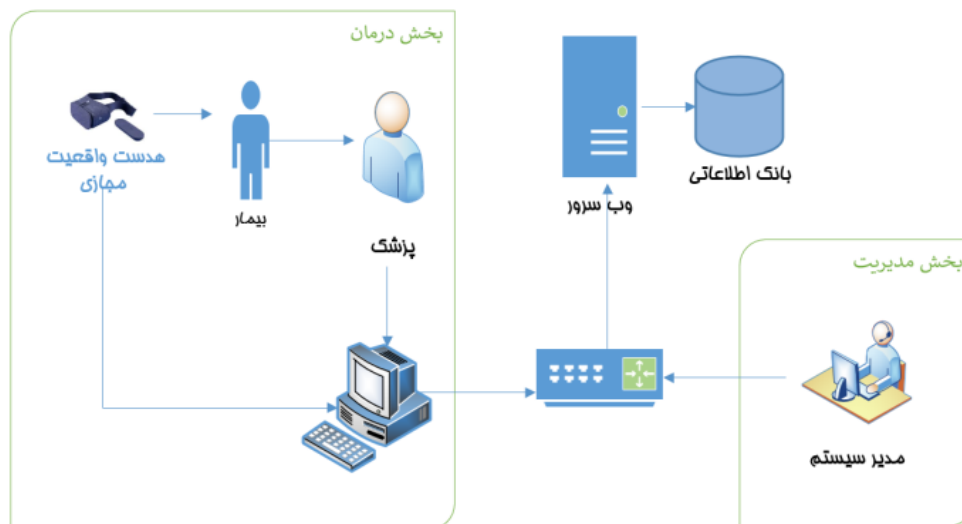 بخش درمان
هدست واقعیت
مجازی
بیمار
پزشک
وب سرور
بانک اطلاعاتی
بخش مدیریت
مدیر سیستم